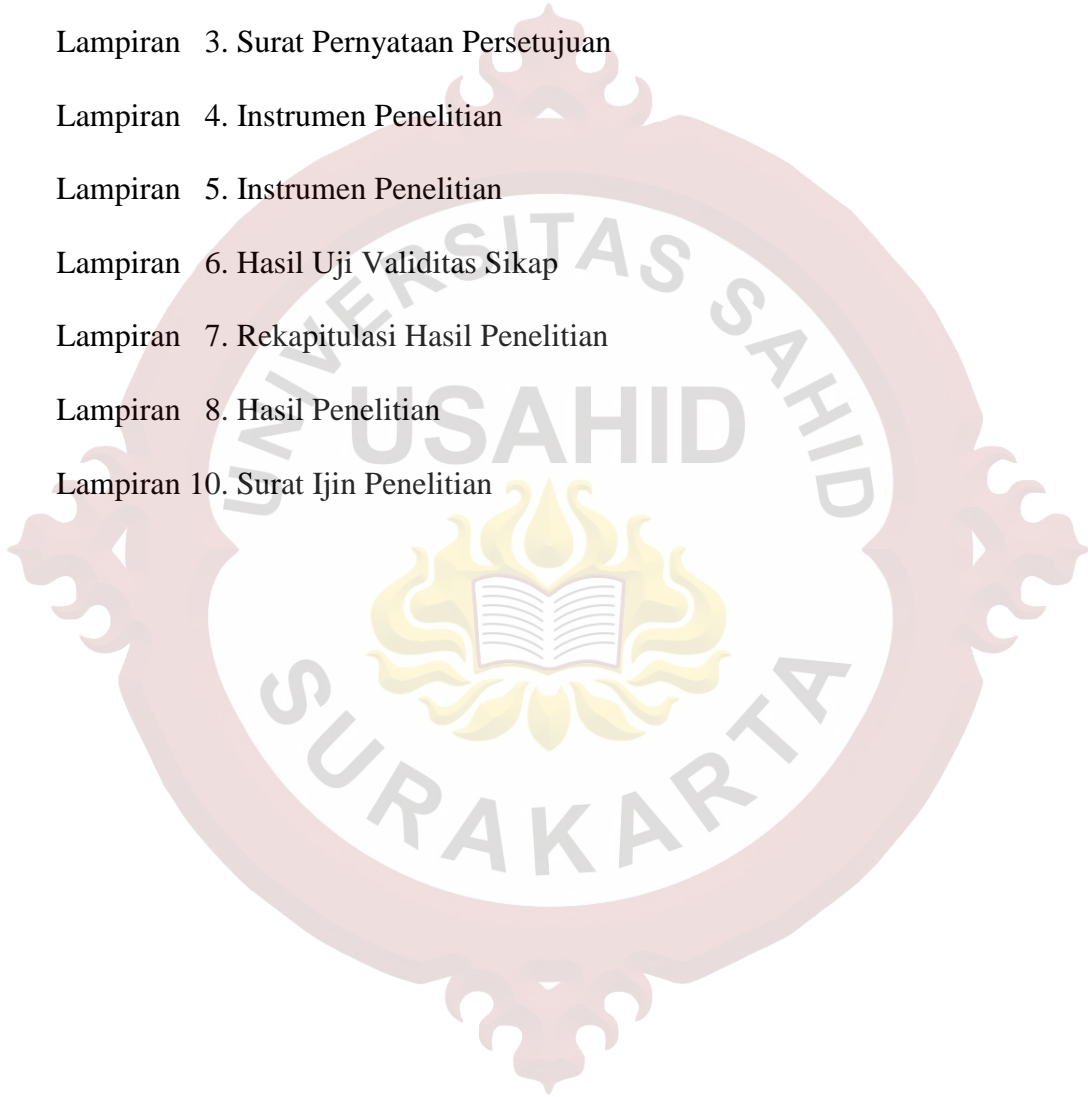 Lampiran 3. Surat Pernyataan Persetujuan
Lampiran 4. Instrumen Penelitian
Lampiran 5. Instrumen Penelitian
Lampiran 6. Hasil Uji Validitas Sikap
Lampiran 7. Rekapitulasi Hasil Penelitian
Lampiran 8. Hasil Penelitian
Lampiran 10. Surat Ijin Penelitian
UNIVERSITAS SAHID
USAHID
SURAKARTA